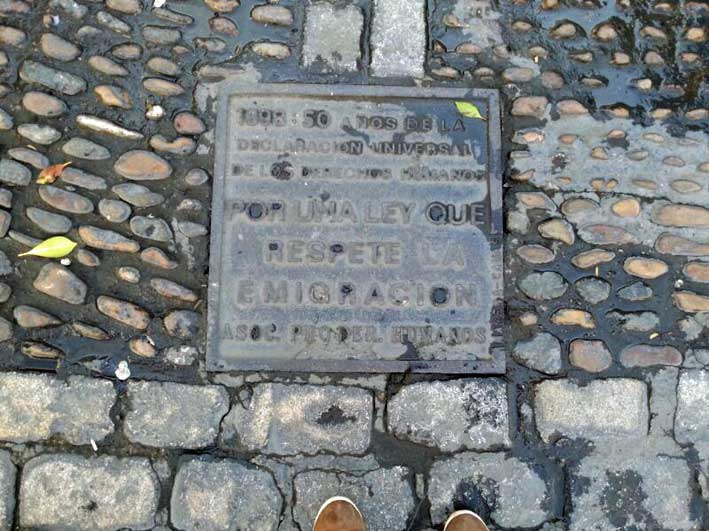 1998: 50 AÑOS DE LA
DECLARACION UNIVERSAL
DE LOS DERECHOS HUMANOS
POR UNA LEY QUE
RESPETE LA
EMIGRACION
ASOC. PRO-DER. HUMANOS